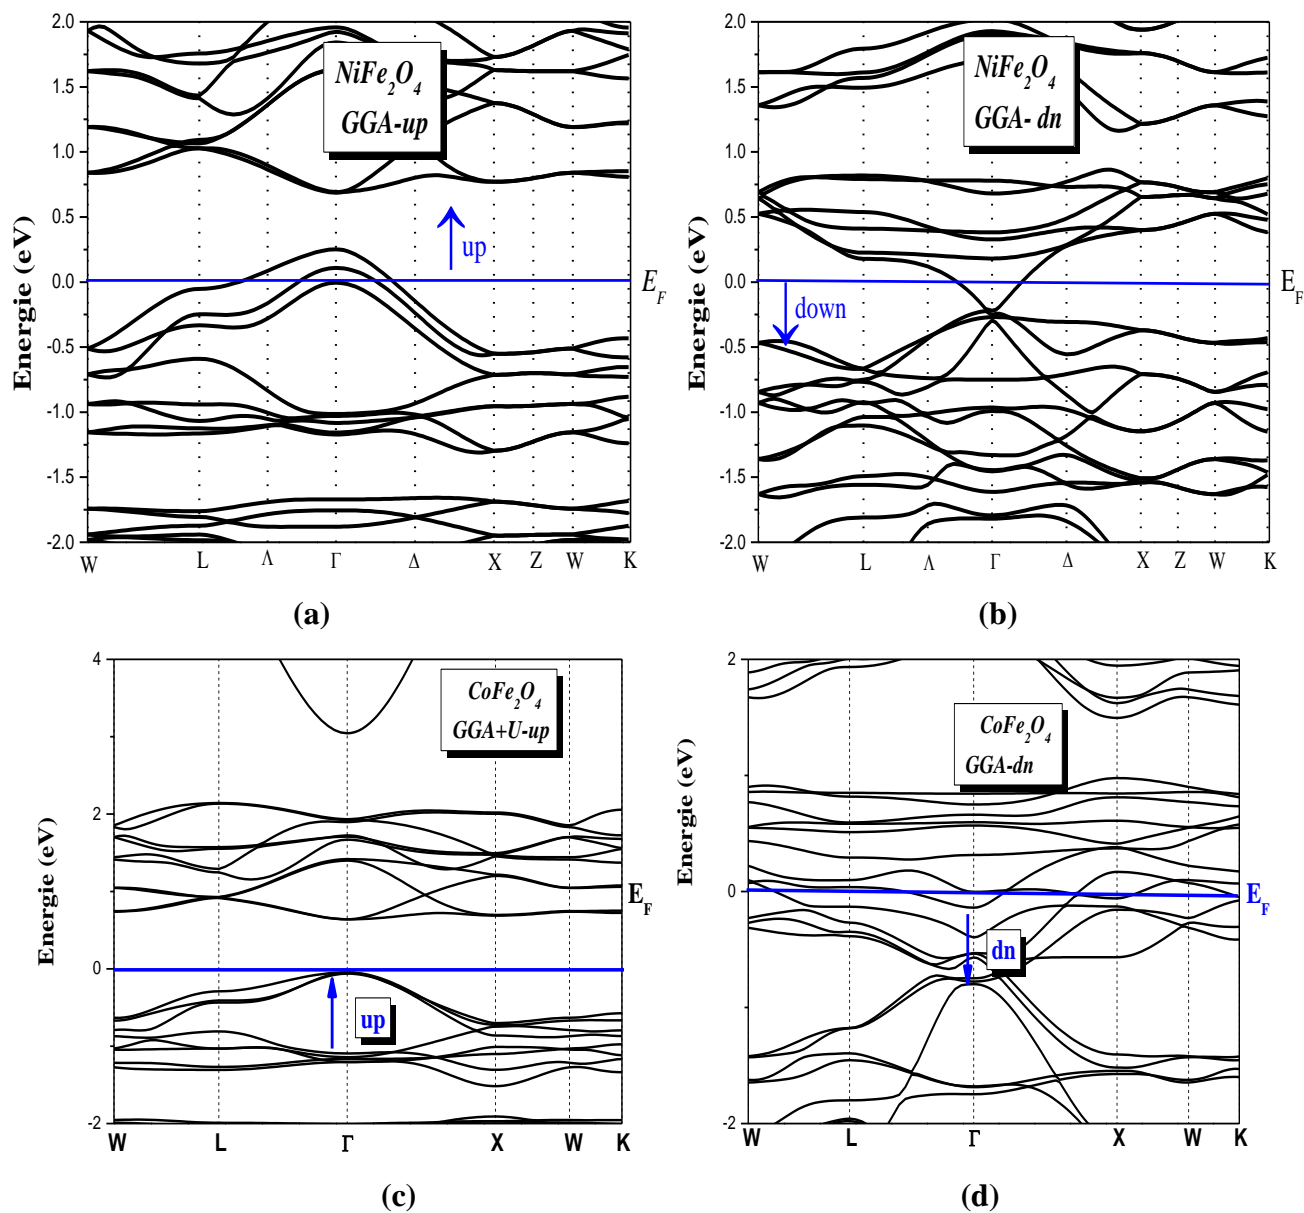 2.0
1.5
1.0
0.5
0.0
-0.5
-1.0
-1.5
-2.0
Energie (eV)
NiFe2O4
GGA-up
up
EF
W L Λ Γ Δ X Z W K
(a)
2.0
1.5
1.0
0.5
0.0
-0.5
-1.0
-1.5
-2.0
Energie (eV)
NiFe2O4
GGA- dn
down
EF
W L Λ Γ Δ X Z W K
(b)
4
2
0
-2
Energie (eV)
CoFe2O4
GGA+U-up
up
EF
W L Γ X W K
(c)
2
0
-2
Energie (eV)
CoFe2O4
GGA-dn
dn
EF
W L Γ X W K
(d)